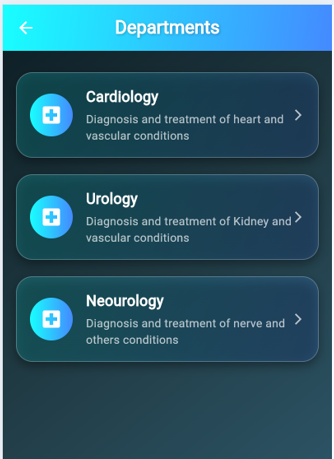 Departments
Cardiology
Diagnosis and treatment of heart and
vascular conditions
Urology
Diagnosis and treatment of Kidney and
vascular conditions
Neourology
Diagnosis and treatment of nerve and
others conditions